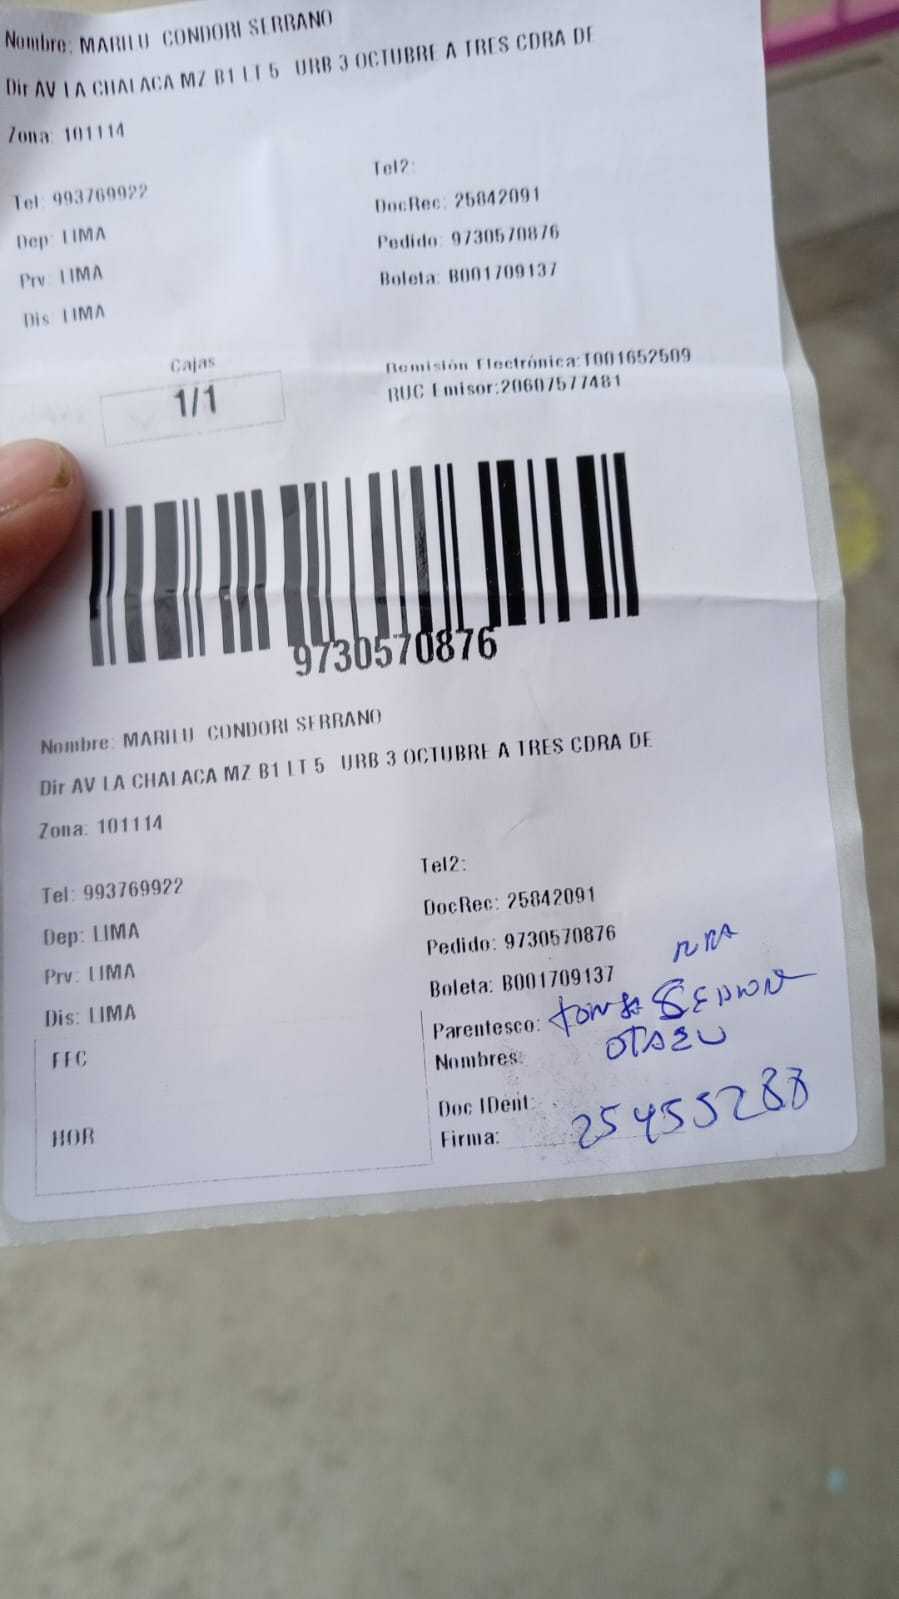 Nombre: MARILU CONDORI SERRANO
Dir AV LA CHALACA MZ B1 LT 5 URB 3 OCTUBRE A TRES CDRA DE
Zona: 101114
Tel: 993769922 Tel2:
Dep: LIMA DocRec: 25842091
Prv: LIMA Pedido: 9730570876
Dis: LIMA Boleta: B001709137
Cajas Remisión Electrónica:T001652509
1/1 RUC Emisor:20607577481
9730570876
Nombre: MARILU CONDORI SERRANO
Dir AV LA CHALACA MZ B1 LT 5 URB 3 OCTUBRE A TRES CDRA DE
Zona: 101114
Tel: 993769922 Tel2:
Dep: LIMA DocRec: 25842091
Prv: LIMA Pedido: 9730570876
Dis: LIMA Boleta: B001709137
FFC Parentesco:
Nombres: OTAZU
Doc IDent:
HOR Firma: 25455288